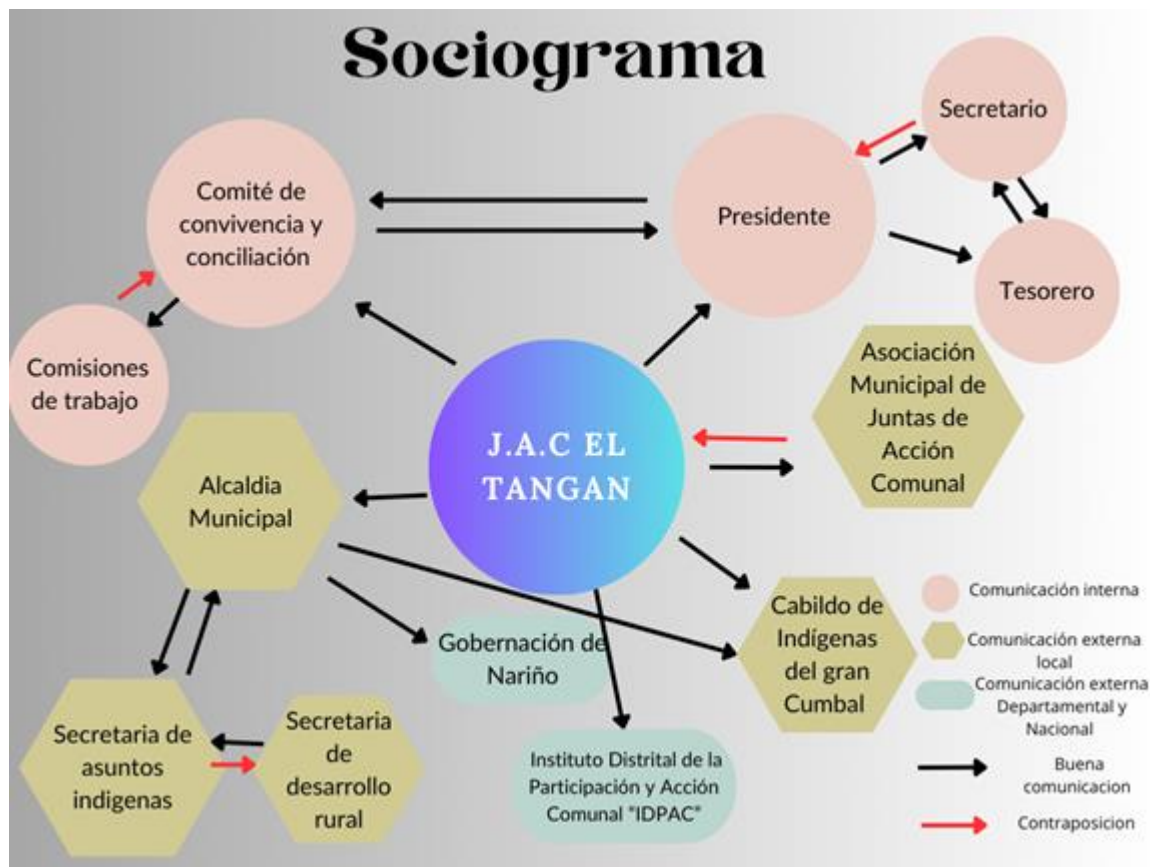 Sociograma
Secretario
Comité de
convivencia y
conciliación
Presidente
Tesorero
Comisiones
de trabajo
Asociación
Municipal de
Juntas de
Acción
Comunal
J.A.C EL
TANGAN
Alcaldia
Municipal
Gobernación de
Nariño
Cabildo de
Indígenas
del gran
Cumbal
Secretaria de
asuntos
indigenas
Secretaria
de
desarrollo
rural
Instituto Distrital de la
Participación y Acción
Comunal "IDPAC"
Comunicación interna
Comunicación externa
local
Comunicación externa
Departamental y
Nacional
Buena
comunicacion
Contraposicion